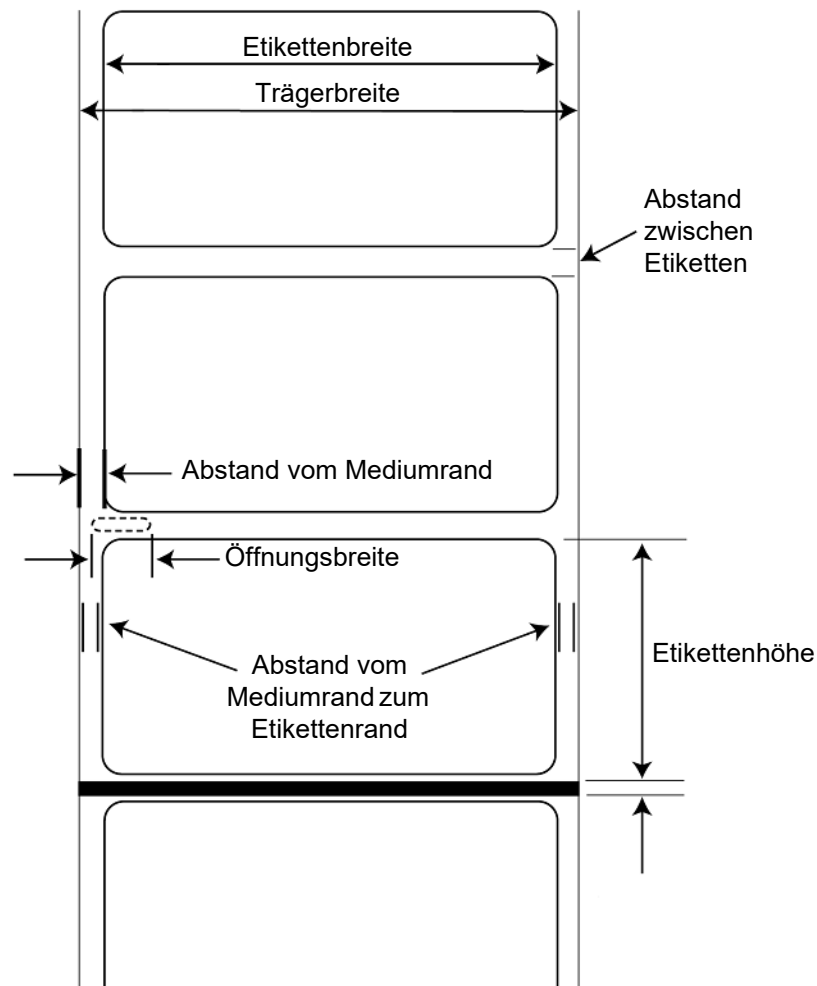 Etikettenbreite
Trägerbreite
Abstand
zwischen
Etiketten
Abstand vom Mediumrand
Öffnungsbreite
Abstand vom
Mediumrand zum
Etikettenrand
Etikettenhöhe